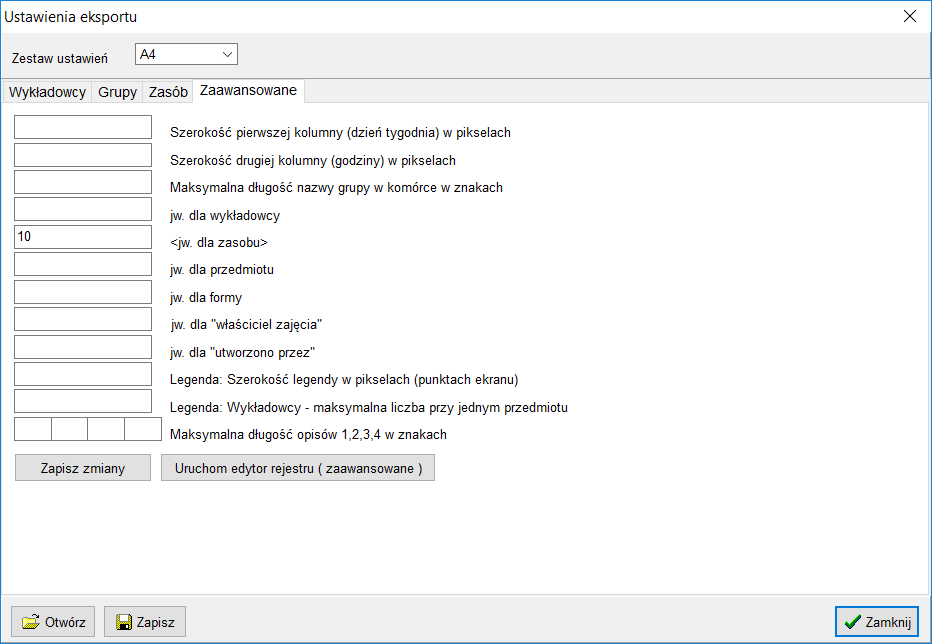 Ustawienia eksportu
Zestaw ustawień A4
Wykładowcy Grupy Zasób Zaawansowane
Szerokość pierwszej kolumny (dzień tygodnia) w pikselach
Szerokość drugiej kolumny (godziny) w pikselach
Maksymalna długość nazwy grupy w komórce w znakach
jw. dla wykładowcy
10 <jw. dla zasobu>
jw. dla przedmiotu
jw. dla formy
jw. dla "właściciel zajęcia"
jw. dla "utworzono przez"
Legenda: Szerokość legendy w pikselach (punktach ekranu)
Legenda: Wykładowcy - maksymalna liczba przy jednym przedmiotu
Maksymalna długość opisów 1,2,3,4 w znakach
Zapisz zmiany Uruchom edytor rejestru ( zaawansowane )
Otwórz Zapisz Zamknij